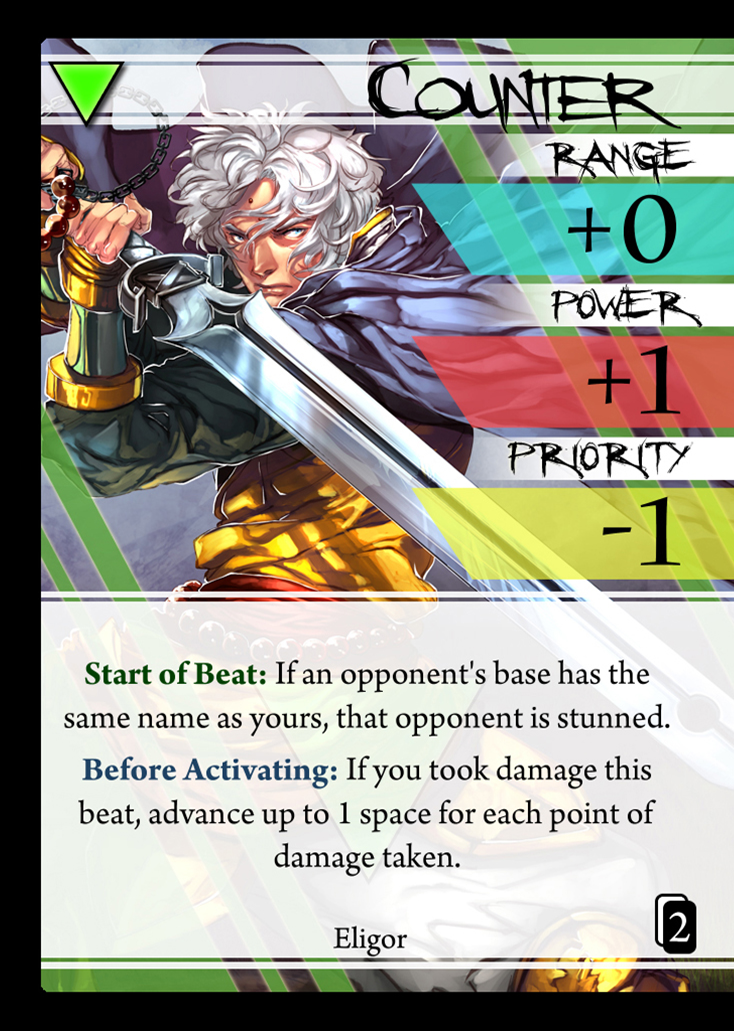 Counter
Range
+0
Power
+1
Priority
-1
Start of Beat: If an opponent's base has the
same name as yours, that opponent is stunned.
Before Activating: If you took damage this
beat, advance up to 1 space for each point of
damage taken.
Eligor
2